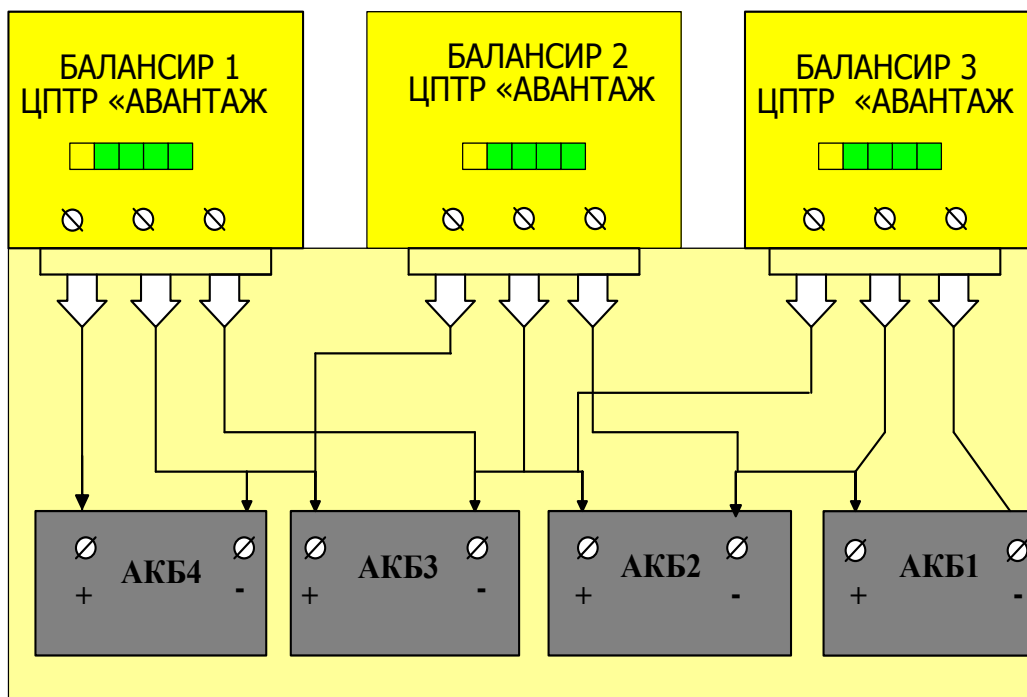 БАЛАНСИР 1
ЦПТР «АВАНТАЖ
БАЛАНСИР 2
ЦПТР «АВАНТАЖ
БАЛАНСИР 3
ЦПТР «АВАНТАЖ
АКБ4
+ -
АКБ3
+ -
АКБ2
+ -
АКБ1
+ -